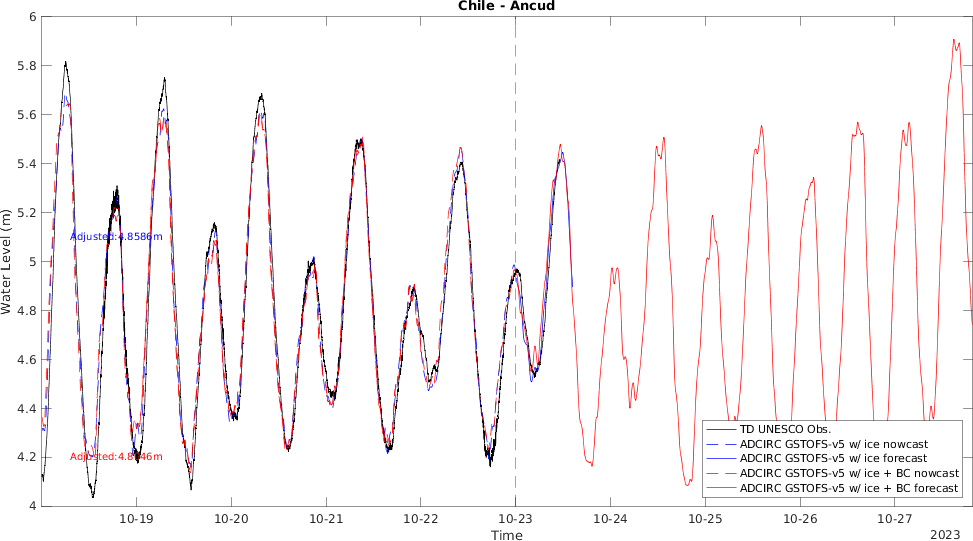 Chile - Ancud
6
5.8
5.6
5.4
5.2
5
4.8
4.6
4.4
4.2
4
Water Level (m)
Adjusted:4.8586m
TD UNESCO Obs.
ADCIRC GSTOFS-v5 w/ ice nowcast
ADCIRC GSTOFS-v5 w/ ice forecast
ADCIRC GSTOFS-v5 w/ ice + BC nowcast
ADCIRC GSTOFS-v5 w/ ice + BC forecast
10-19 10-20 10-21 10-22 10-23 10-24 10-25 10-26 10-27
Time
2023